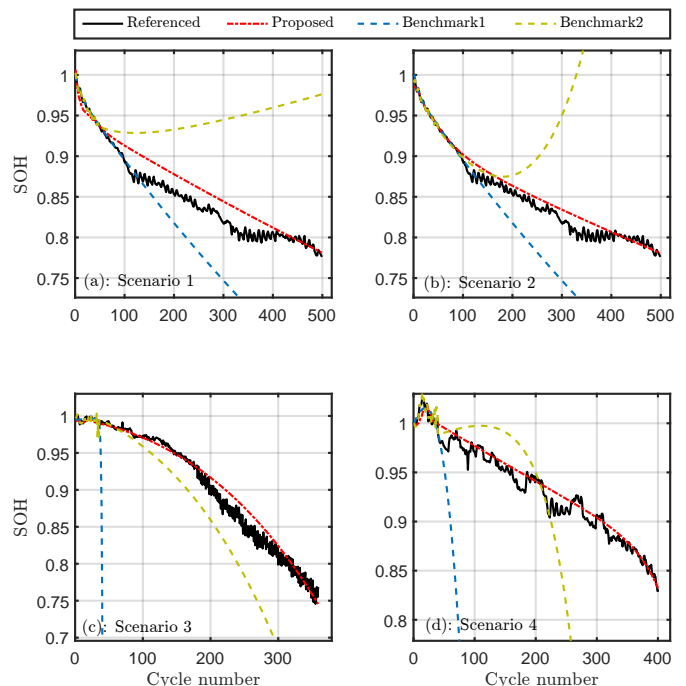 Referenced Proposed Benchmark1 Benchmark2
1
0.95
0.9
0.85
0.8
0.75
SOH
(a): Scenario 1
0 100 200 300 400 500
1
0.95
0.9
0.85
0.8
0.75
(b): Scenario 2
0 100 200 300 400 500
1
0.95
0.9
0.85
0.8
0.75
0.7
SOH
(c): Scenario 3
0 100 200 300
Cycle number
1
0.95
0.9
0.85
0.8
(d): Scenario 4
0 100 200 300 400
Cycle number